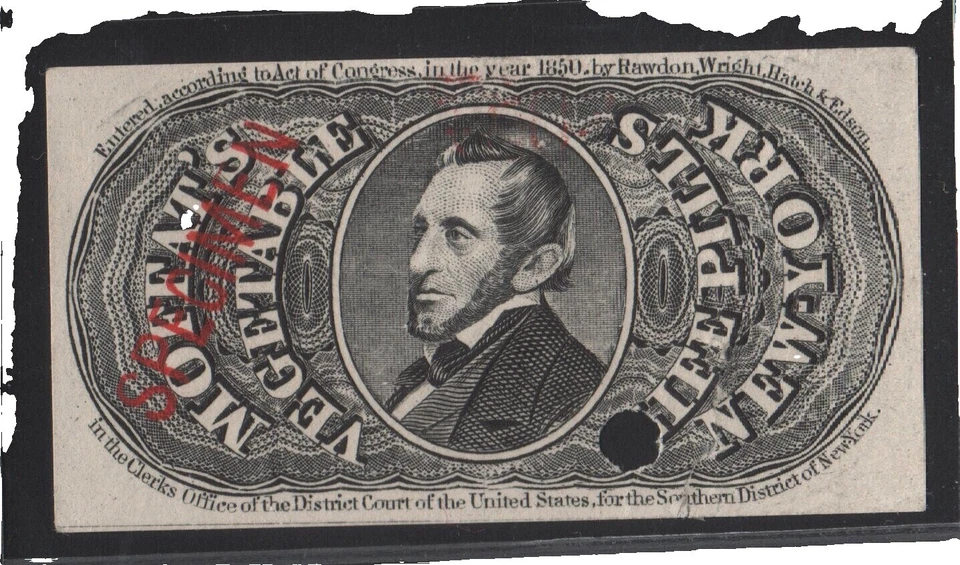 Entered according to Act of Congress, in the year 1850, by Rawdon, Wright, Hatch & Edson,
MOFFAT'S
VEGETABLE
LIFE PILLS
NEW YORK
SPECIMEN
in the Clerks Office of the District Court of the United States, for the Southern District of New York.